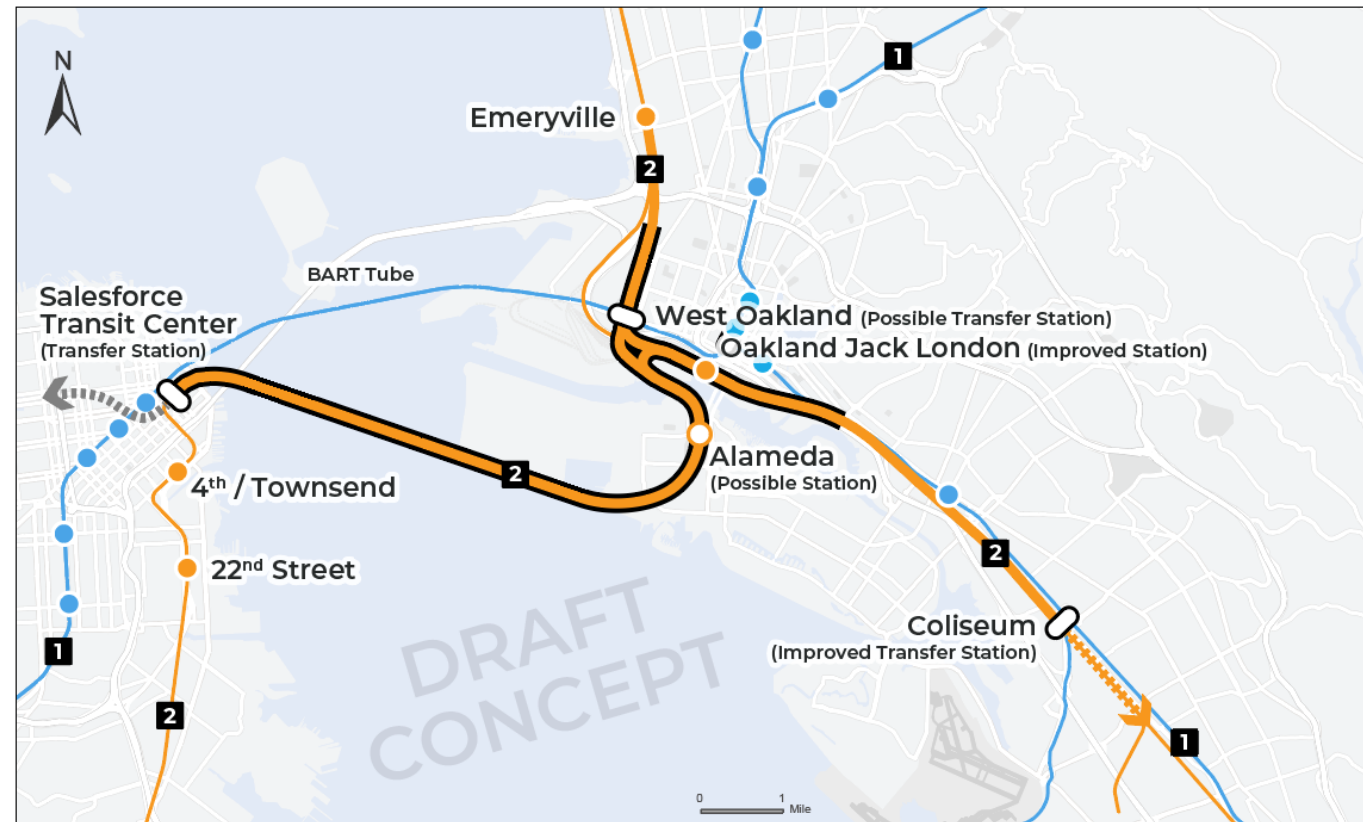 N
1
Emeryville
2
BART Tube
Salesforce
Transit Center
(Transfer Station)
West Oakland (Possible Transfer Station)
Oakland Jack London (Improved Station)
2
Alameda
(Possible Station)
4th / Townsend
22nd Street
2
DRAFT
CONCEPT
Coliseum
(Improved Transfer Station)
1
2
1
0 1
Mile